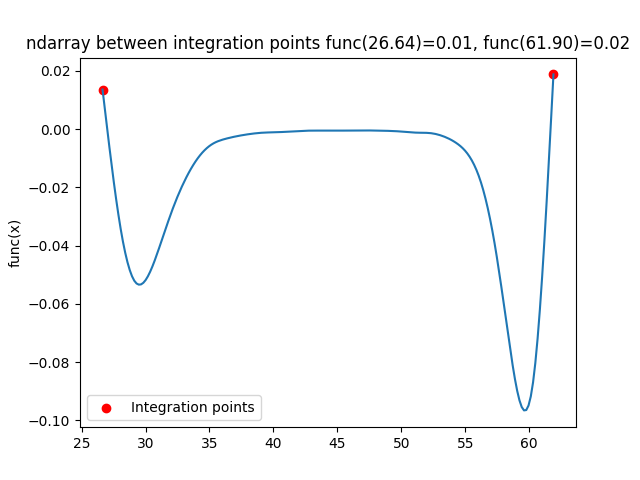 ndarray between integration points func(26.64)=0.01, func(61.90)=0.02
0.02
0.00
−0.02
−0.04
−0.06
−0.08
−0.10
func(x)
Integration points
25 30 35 40 45 50 55 60